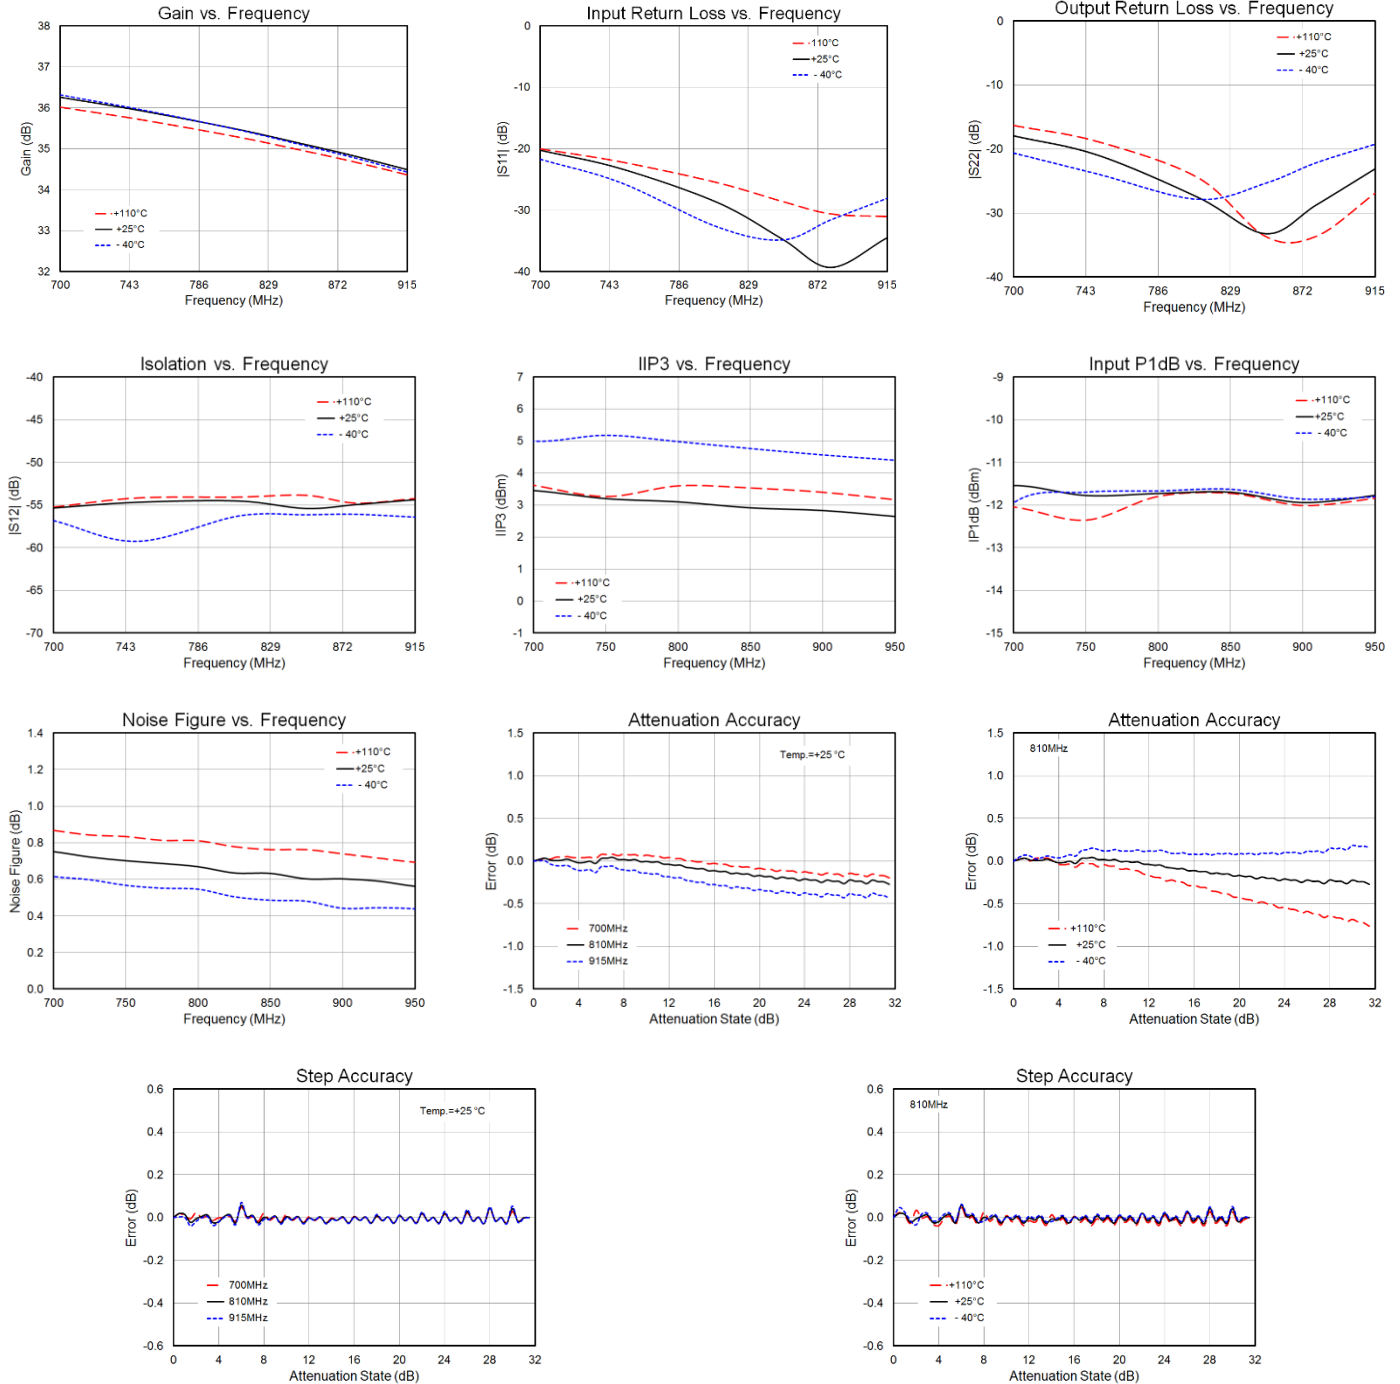 Gain vs. Frequency
38
37
36
35
34
33
32
Gain (dB)
+110°C
+25°C
- 40°C
700 743 786 829 872 915
Frequency (MHz)
Input Return Loss vs. Frequency
0
-10
-20
-30
-40
|S11| (dB)
110°C
+25°C
- 40°C
700 743 786 829 872 915
Frequency (MHz)
Output Return Loss vs. Frequency
0
-10
-20
-30
-40
|S22| (dB)
+110°C
+25°C
- 40°C
700 743 786 829 872 915
Frequency (MHz)
Isolation vs. Frequency
-40
-45
-50
-55
-60
-65
-70
|S12| (dB)
+110°C
+25°C
- 40°C
700 743 786 829 872 915
Frequency (MHz)
IIP3 vs. Frequency
7
6
5
4
3
2
1
0
-1
IIP3 (dBm)
+110°C
+25°C
- 40°C
700 750 800 850 900 950
Frequency (MHz)
Input P1dB vs. Frequency
-9
-10
-11
-12
-13
-14
-15
IP1dB (dBm)
+110°C
+25°C
- 40°C
700 750 800 850 900 950
Frequency (MHz)
Noise Figure vs. Frequency
1.4
1.2
1.0
0.8
0.6
0.4
0.2
0.0
Noise Figure (dB)
+110°C
+25°C
- 40°C
700 750 800 850 900 950
Frequency (MHz)
Attenuation Accuracy
1.5
1.0
0.5
0.0
-0.5
-1.0
-1.5
Error (dB)
Temp.=+25 °C
700MHz
810MHz
915MHz
0 4 8 12 16 20 24 28 32
Attenuation State (dB)
Attenuation Accuracy
1.5
1.0
0.5
0.0
-0.5
-1.0
-1.5
Error (dB)
810MHz
+110°C
+25°C
- 40°C
0 4 8 12 16 20 24 28 32
Attenuation State (dB)
Step Accuracy
0.6
0.4
0.2
0.0
-0.2
-0.4
-0.6
Error (dB)
Temp.=+25 °C
700MHz
810MHz
915MHz
0 4 8 12 16 20 24 28 32
Attenuation State (dB)
Step Accuracy
0.6
0.4
0.2
0.0
-0.2
-0.4
-0.6
Error (dB)
810MHz
+110°C
+25°C
- 40°C
0 4 8 12 16 20 24 28 32
Attenuation State (dB)